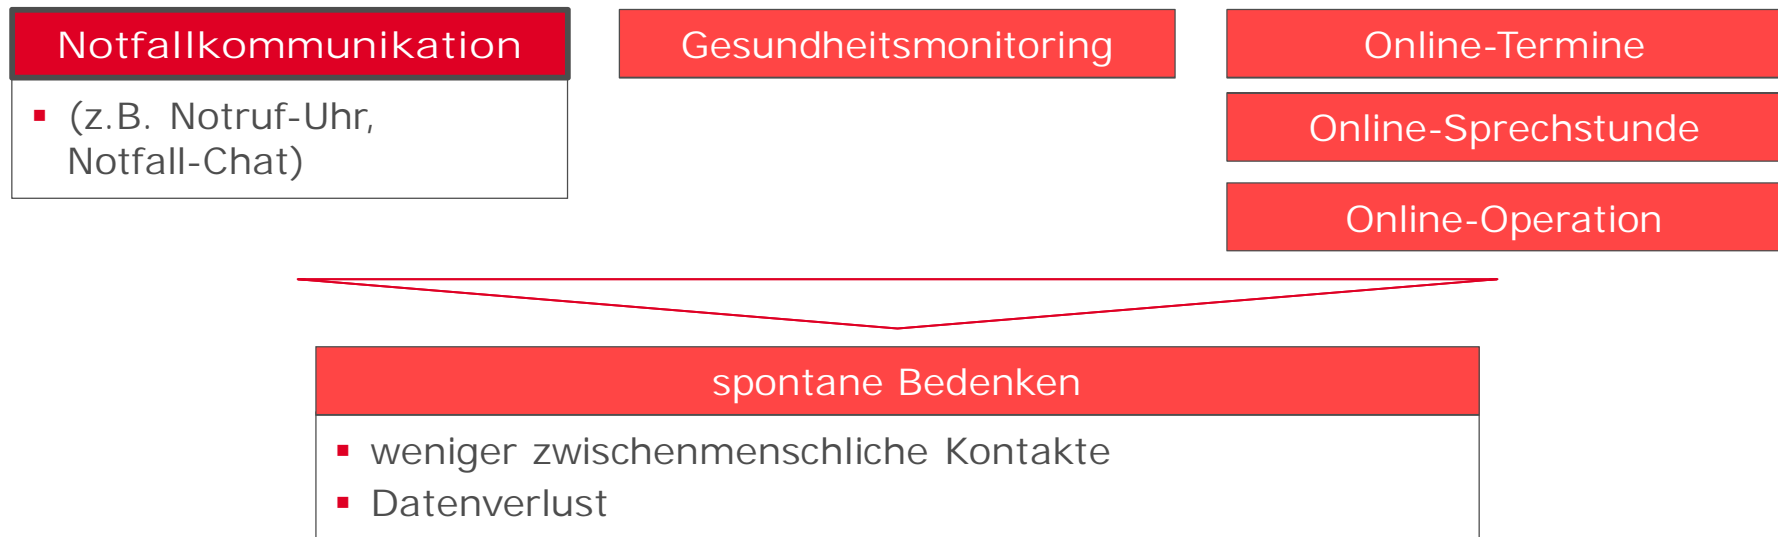 Notfallkommunikation
(z.B. Notruf-Uhr,
Notfall-Chat)
Gesundheitsmonitoring
Online-Termine
Online-Sprechstunde
Online-Operation
spontane Bedenken
weniger zwischenmenschliche Kontakte
Datenverlust